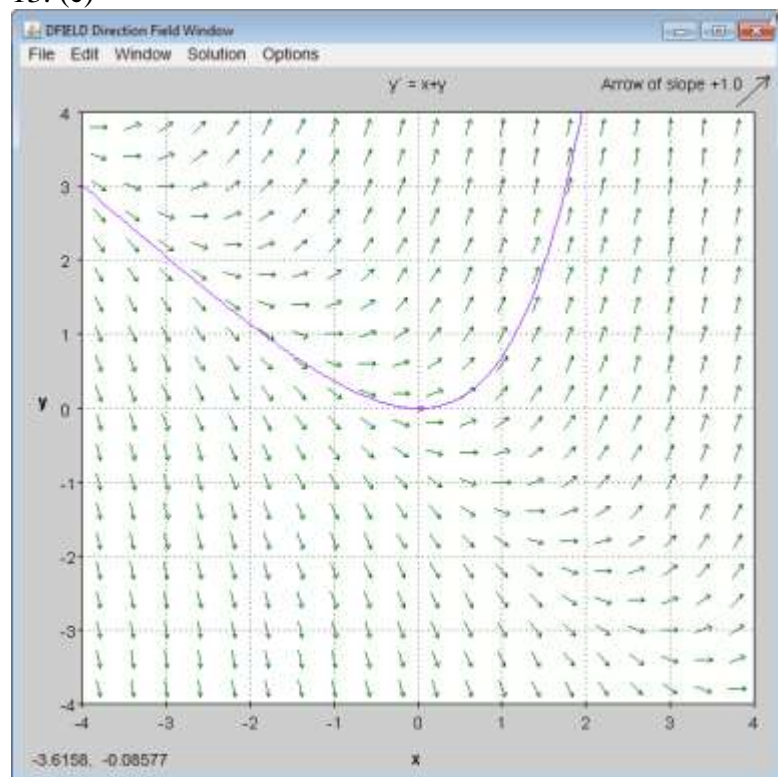 DFIELD Direction Field Window
File Edit Window Solution Options
y' = x+y
Arrow of slope +1.0
4
3
2
1
y
0
-1
-2
-3
-4
-4 -3 -2 -1 0 1 2 3 4
-3.6158, -0.08577
x